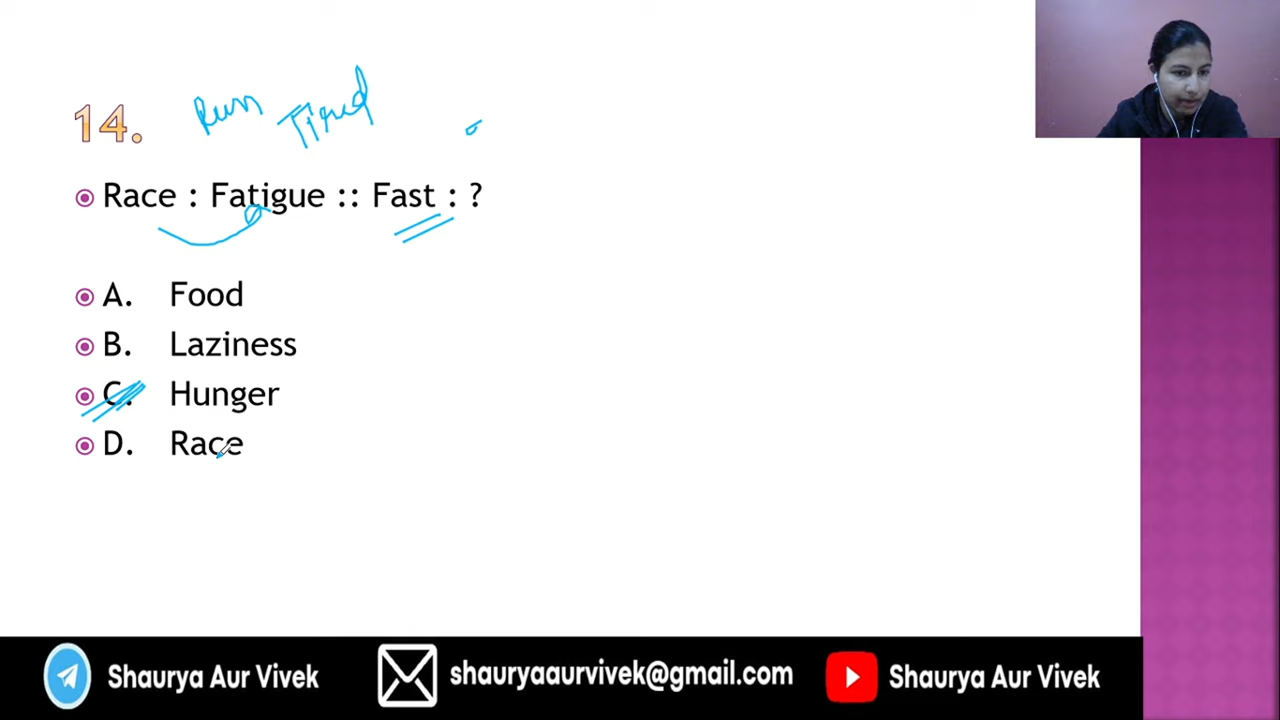 14.
Run Tired
Race : Fatigue :: Fast : ?
A. Food
B. Laziness
C. Hunger
D. Race
Shaurya Aur Vivek shauryaaurvivek@gmail.com Shaurya Aur Vivek